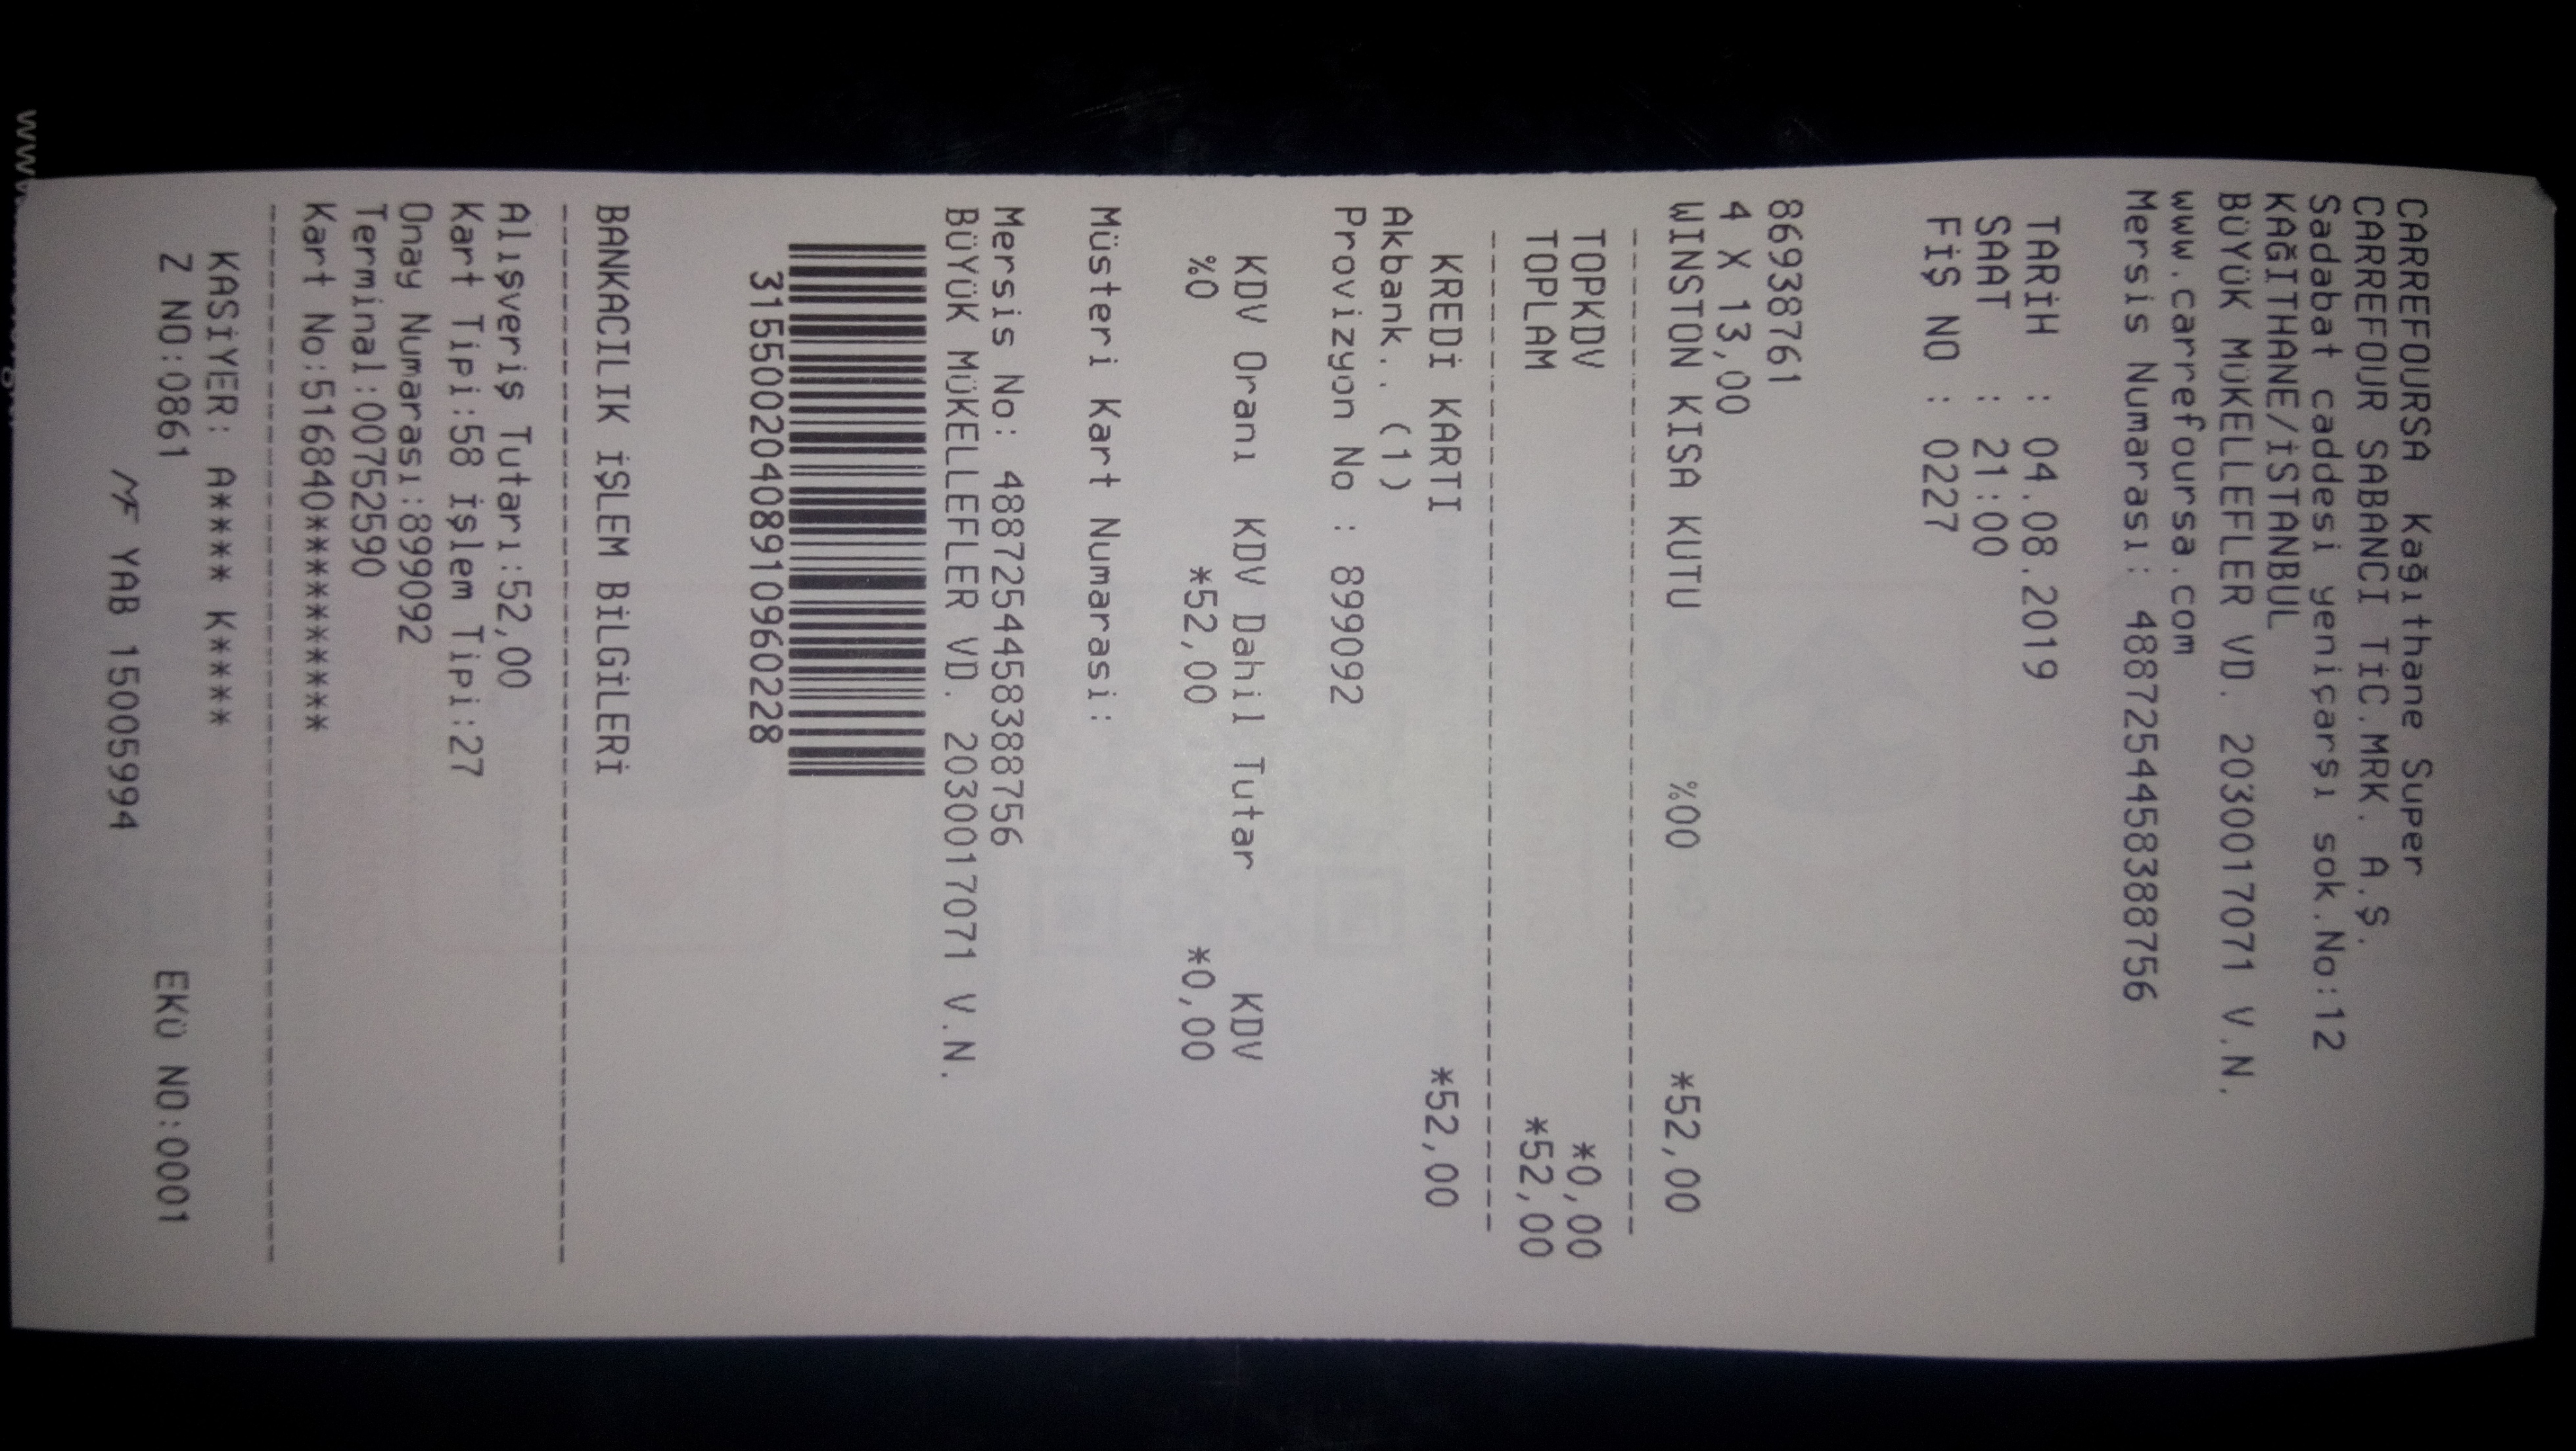 CARREFOURSA Kağıthane Super
CARREFOUR SABANCI TİC.MRK. A.Ş.
Sadabat caddesi yeniçarşı sok.No:12
KAĞITHANE/İSTANBUL
BÜYÜK MÜKELLEFLER VD. 2030017071 V.N.
www.carrefoursa.com
Mersis Numarası: 4887254458388756
TARİH : 04.08.2019
SAAT : 21:00
FİŞ NO : 0227
86938761
4 X 13,00
WINSTON KISA KUTU %00 *52,00
TOPKDV *0,00
TOPLAM *52,00
KREDİ KARTI *52,00
Akbank.. (1)
Provizyon No : 899092
KDV Oranı KDV Dahil Tutar KDV
%0 *52,00 *0,00
Müsteri Kart Numarasi:
Mersis No: 4887254458388756
BÜYÜK MÜKELLEFLER VD. 2030017071 V.N.
31550020408910960228
BANKACILIK İŞLEM BİLGİLERİ
Alışveriş Tutarı:52,00
Kart Tipi:58 İşlem Tipi:27
Onay Numarası:899092
Terminal:00752590
Kart No:516840**********
KASİYER: A**** K****
Z NO:0861 EKÜ NO:0001
MF YAB 15005994